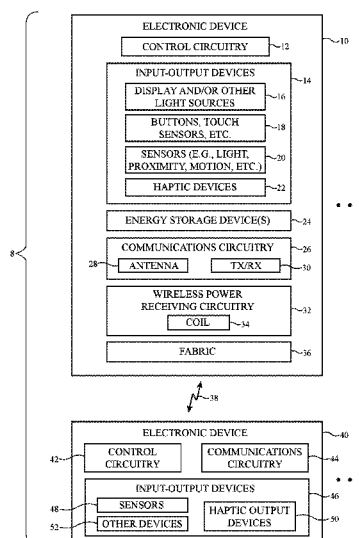 ELECTRONIC DEVICE
10
CONTROL CIRCUITRY
12
INPUT-OUTPUT DEVICES
14
DISPLAY AND/OR OTHER
LIGHT SOURCES
16
BUTTONS, TOUCH
SENSORS, ETC.
18
SENSORS (E.G., LIGHT,
PROXIMITY, MOTION, ETC.)
20
HAPTIC DEVICES
22
ENERGY STORAGE DEVICE(S)
24
8
COMMUNICATIONS CIRCUITRY
26
28
ANTENNA
TX/RX
30
WIRELESS POWER
RECEIVING CIRCUITRY
32
COIL
34
FABRIC
36
38
ELECTRONIC DEVICE
40
42
CONTROL
CIRCUITRY
COMMUNICATIONS
CIRCUITRY
44
INPUT-OUTPUT DEVICES
46
48
SENSORS
HAPTIC OUTPUT
DEVICES
50
52
OTHER DEVICES